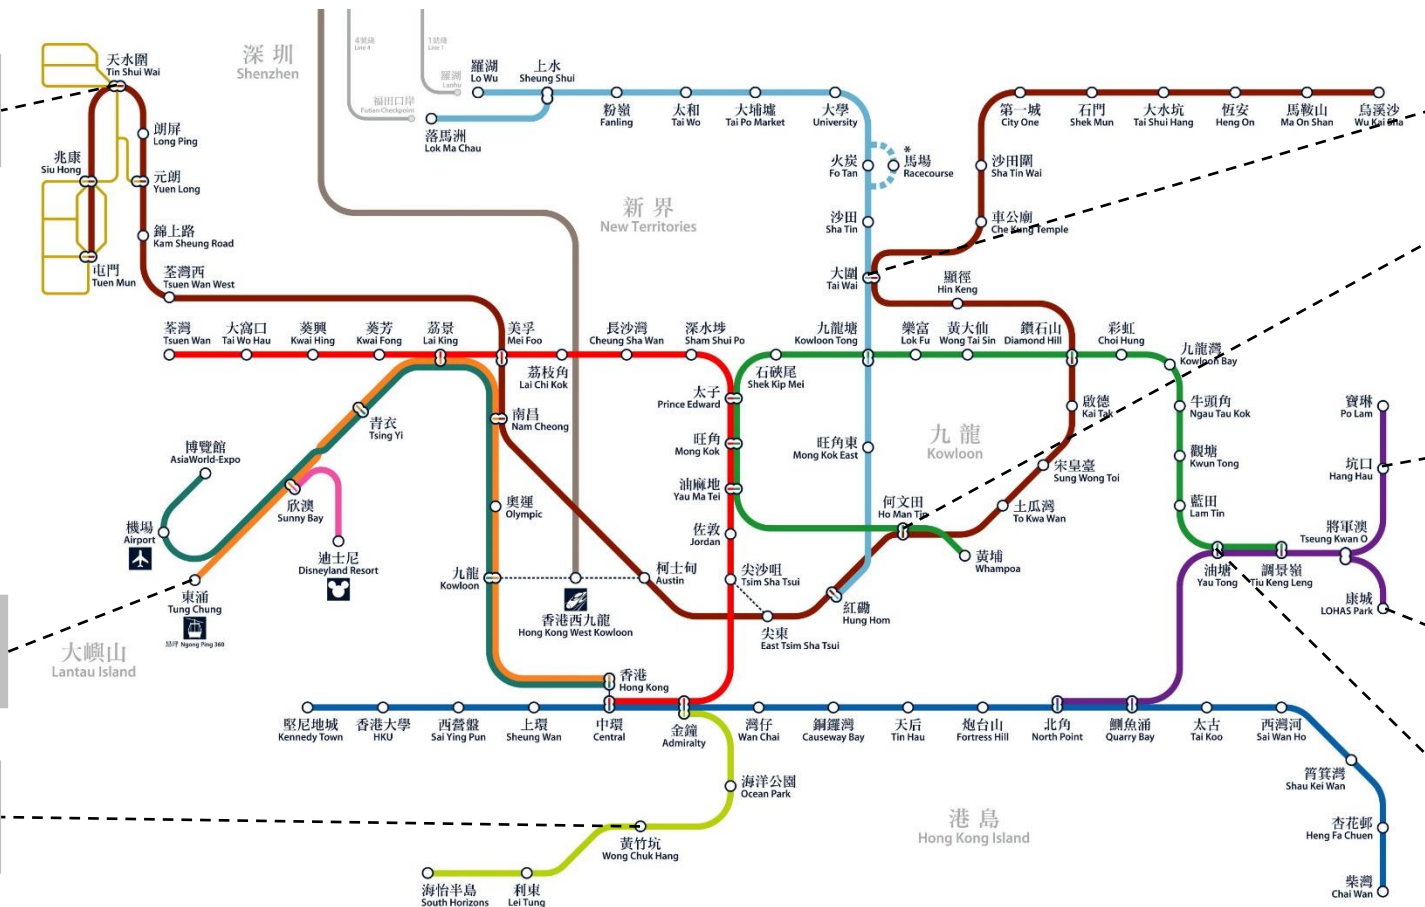 天水圍
Tin Shui Wai
朗屏
Long Ping
兆康
Siu Hong
元朗
Yuen Long
錦上路
Kam Sheung Road
屯門
Tuen Mun
荃灣西
Tsuen Wan West
深圳
Shenzhen
4號綫
Line 4
1號綫
Line 1
羅湖
Luohu
福田口岸
Futian Checkpoint
羅湖
Lo Wu
上水
Sheung Shui
落馬洲
Lok Ma Chau
粉嶺
Fanling
太和
Tai Wo
大埔墟
Tai Po Market
大學
University
火炭
Fo Tan
*
馬場
Racecourse
沙田
Sha Tin
大圍
Tai Wai
第一城
City One
石門
Shek Mun
大水坑
Tai Shui Hang
恆安
Heng On
馬鞍山
Ma On Shan
烏溪沙
Wu Kai Sha
沙田圍
Sha Tin Wai
車公廟
Che Kung Temple
顯徑
Hin Keng
新界
New Territories
荃灣
Tsuen Wan
大窩口
Tai Wo Hau
葵興
Kwai Hing
葵芳
Kwai Fong
荔景
Lai King
美孚
Mei Foo
荔枝角
Lai Chi Kok
長沙灣
Cheung Sha Wan
深水埗
Sham Shui Po
石硤尾
Shek Kip Mei
九龍塘
Kowloon Tong
樂富
Lok Fu
黃大仙
Wong Tai Sin
鑽石山
Diamond Hill
彩虹
Choi Hung
九龍灣
Kowloon Bay
牛頭角
Ngau Tau Kok
觀塘
Kwun Tong
藍田
Lam Tin
油塘
Yau Tong
調景嶺
Tiu Keng Leng
將軍澳
Tseung Kwan O
坑口
Hang Hau
寶琳
Po Lam
康城
LOHAS Park
太子
Prince Edward
旺角
Mong Kok
油麻地
Yau Ma Tei
佐敦
Jordan
尖沙咀
Tsim Sha Tsui
尖東
East Tsim Sha Tsui
旺角東
Mong Kok East
九龍
Kowloon
何文田
Ho Man Tin
黃埔
Whampoa
啟德
Kai Tak
宋皇臺
Sung Wong Toi
土瓜灣
To Kwa Wan
紅磡
Hung Hom
柯士甸
Austin
南昌
Nam Cheong
奧運
Olympic
九龍
Kowloon
香港西九龍
Hong Kong West Kowloon
青衣
Tsing Yi
博覽館
AsiaWorld-Expo
機場
Airport
欣澳
Sunny Bay
迪士尼
Disneyland Resort
東涌
Tung Chung
昂坪 Ngong Ping 360
大嶼山
Lantau Island
香港
Hong Kong
堅尼地城
Kennedy Town
香港大學
HKU
西營盤
Sai Ying Pun
上環
Sheung Wan
中環
Central
金鐘
Admiralty
灣仔
Wan Chai
銅鑼灣
Causeway Bay
天后
Tin Hau
炮台山
Fortress Hill
北角
North Point
鰂魚涌
Quarry Bay
太古
Tai Koo
西灣河
Sai Wan Ho
筲箕灣
Shau Kei Wan
杏花邨
Heng Fa Chuen
柴灣
Chai Wan
海洋公園
Ocean Park
黃竹坑
Wong Chuk Hang
利東
Lei Tung
海怡半島
South Horizons
港島
Hong Kong Island